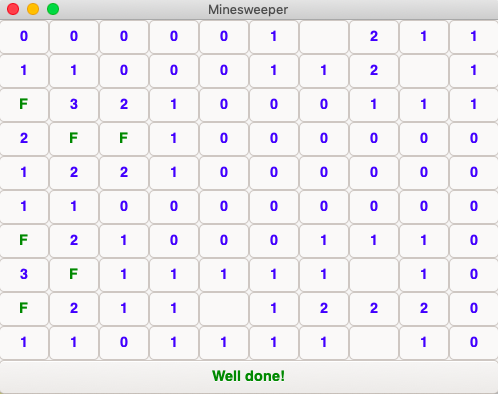 Minesweeper
0 0 0 0 0 1 2 1 1
1 1 0 0 0 1 1 2 1
F 3 2 1 0 0 0 1 1 1
2 F F 1 0 0 0 0 0 0
1 2 2 1 0 0 0 0 0 0
1 1 0 0 0 0 0 0 0 0
F 2 1 0 0 0 1 1 1 0
3 F 1 1 1 1 1 1 0
F 2 1 1 1 2 2 2 0
1 1 0 1 1 1 1 1 0
Well done!